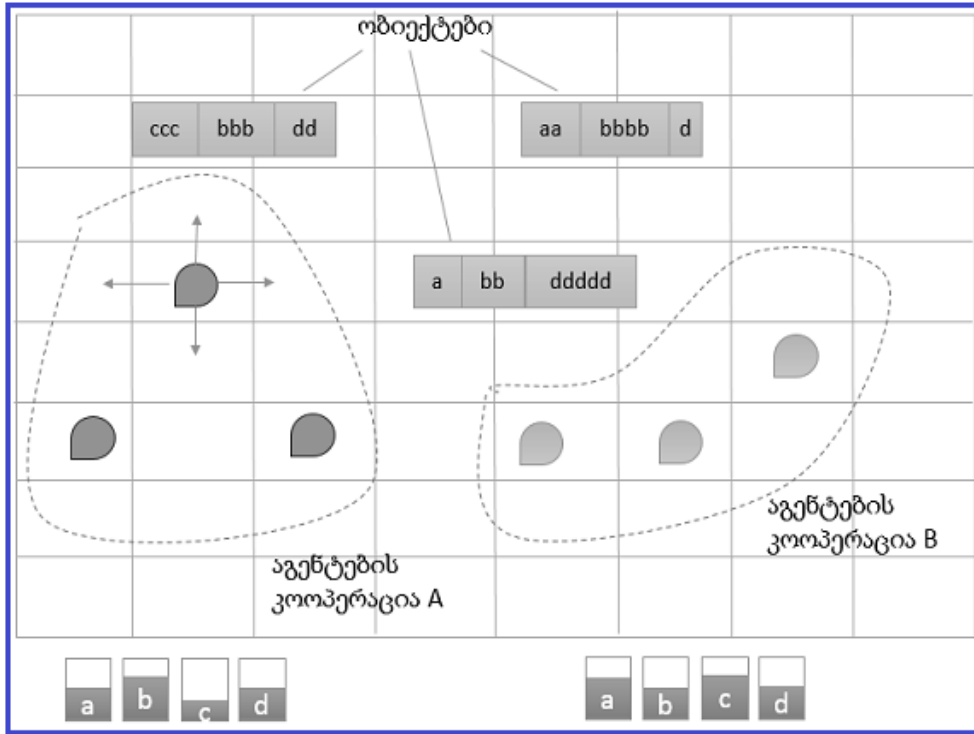 ობიექტები
ccc bbb dd
aa bbbb d
a bb ddddd
აგენტების
კოოპერაცია B
აგენტების
კოოპერაცია A
a b c d
a b c d